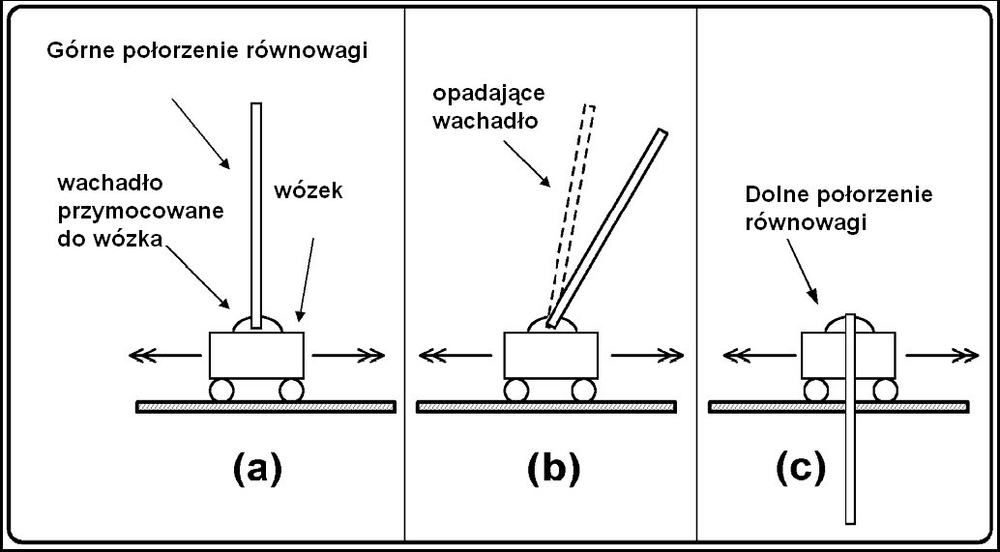 Górne połorzenie równowagi
wachadło
przymocowane
do wózka
wózek
(a)
opadające
wachadło
(b)
Dolne połorzenie
równowagi
(c)